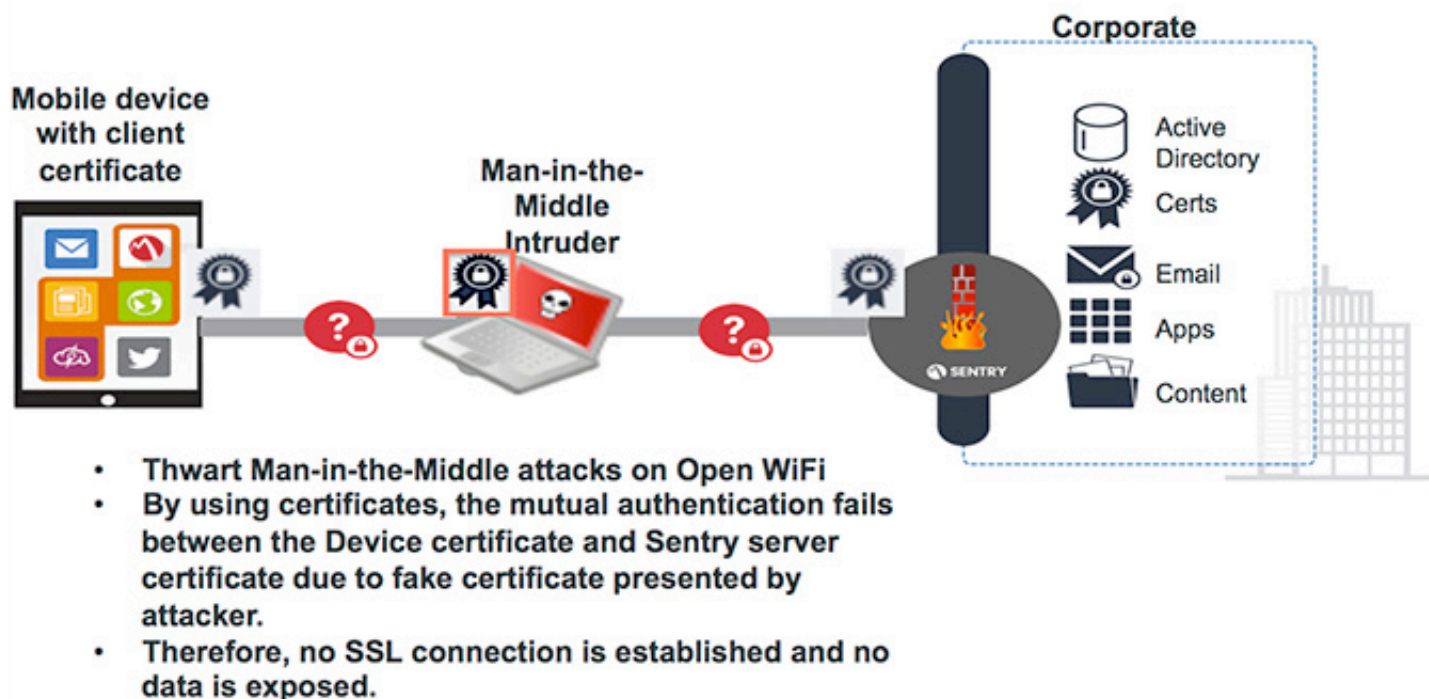 Corporate
Mobile device
with client
certificate
Man-in-the-
Middle
Intruder
Active
Directory
Certs
Email
Apps
Content
?
?
SENTRY
• Thwart Man-in-the-Middle attacks on Open WiFi
• By using certificates, the mutual authentication fails
between the Device certificate and Sentry server
certificate due to fake certificate presented by
attacker.
• Therefore, no SSL connection is established and no
data is exposed.